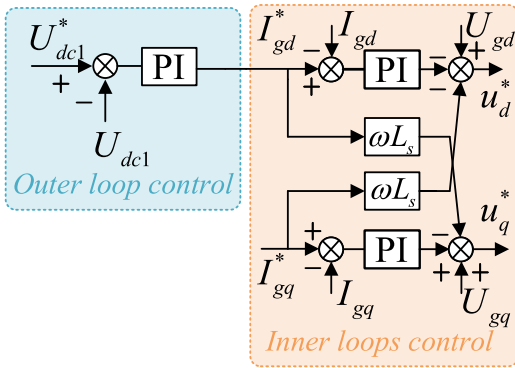 U*dc1
+
−
PI
Udc1
Outer loop control
I*gd
−
+
Igd
PI
−
−
Ugd
+
u*d
ωLs
ωLs
I*gq
+
−
Igq
PI
−
+
+
Ugq
u*q
Inner loops control